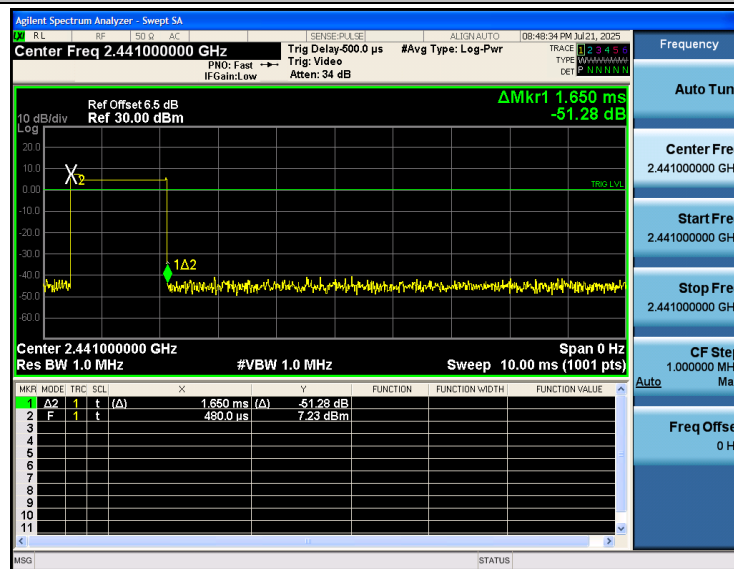 Agilent Spectrum Analyzer - Swept SA
LXI RL RF 50 Ω AC SENSE:PULSE ALIGN AUTO 08:48:34 PM Jul 21, 2025
Center Freq 2.441000000 GHz
PNO: Fast
IFGain:Low
Trig Delay-500.0 µs
Trig: Video
Atten: 34 dB
#Avg Type: Log-Pwr
TRACE 1 2 3 4 5 6
TYPE W
DET P N N N N N
Frequency
ΔMkr1 1.650 ms
-51.28 dB
Ref Offset 6.5 dB
10 dB/div Ref 30.00 dBm
Log
20.0
10.0
0.00
-10.0
-20.0
-30.0
-40.0
-50.0
-60.0
X2
1Δ2
TRIG LVL
Center 2.441000000 GHz Span 0 Hz
Res BW 1.0 MHz #VBW 1.0 MHz Sweep 10.00 ms (1001 pts)
MKR MODE TRC SCL X Y FUNCTION FUNCTION WIDTH FUNCTION VALUE
1 Δ2 1 t (Δ) 1.650 ms (Δ) -51.28 dB
2 F 1 t 480.0 µs 7.23 dBm
3
4
5
6
7
8
9
10
11
MSG STATUS
Auto Tun
Center Fre
2.441000000 GH
Start Fre
2.441000000 GH
Stop Fre
2.441000000 GH
CF Ste
1.000000 MH
Auto Ma
Freq Offse
0 H